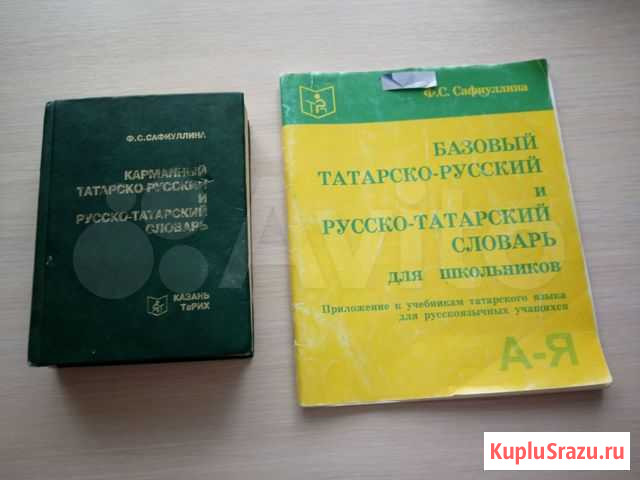 Ф.С.САФИУЛЛИНА
КАРМАННЫЙ
ТАТАРСКО-РУССКИЙ
И
РУССКО-ТАТАРСКИЙ
СЛОВАРЬ
КАЗАНЬ
ТаРИХ
Ф.С. Сафиуллина
БАЗОВЫЙ
ТАТАРСКО-РУССКИЙ
и
РУССКО-ТАТАРСКИЙ
СЛОВАРЬ
ДЛЯ ШКОЛЬНИКОВ
Приложение к учебникам татарского языка
для русскоязычных учащихся
А-Я
Avito
KupluSrazu.ru